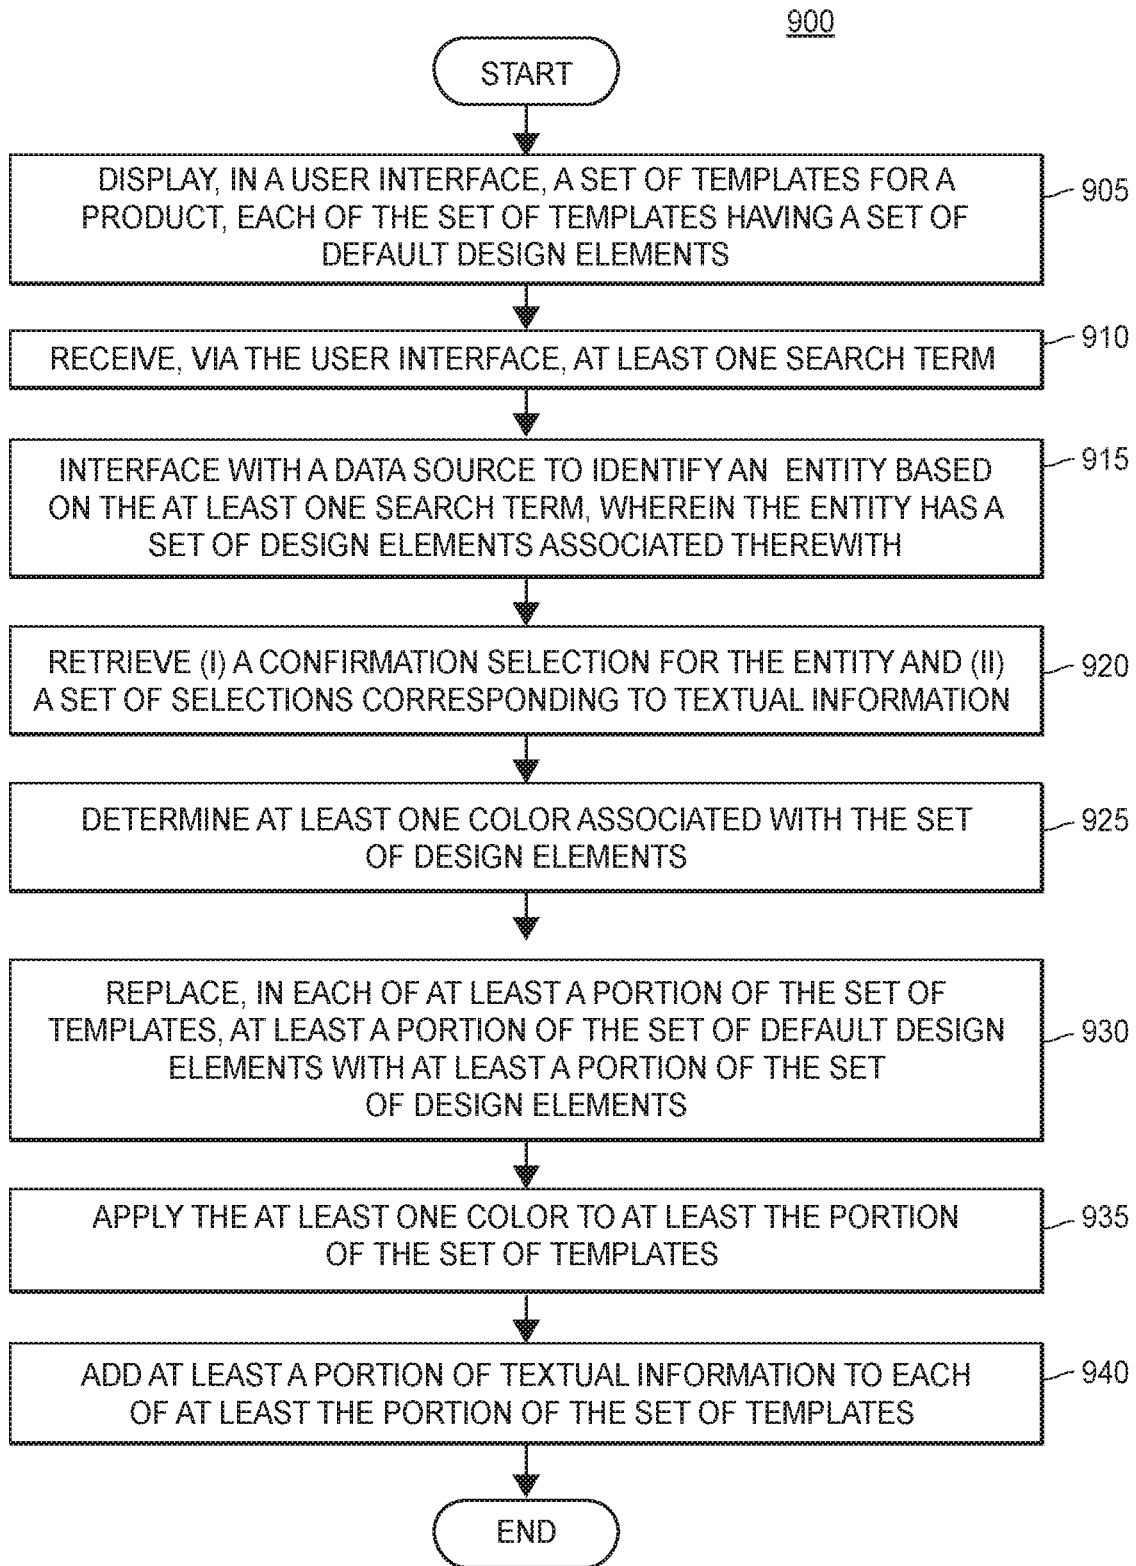 900
START
DISPLAY, IN A USER INTERFACE, A SET OF TEMPLATES FOR A
PRODUCT, EACH OF THE SET OF TEMPLATES HAVING A SET OF
DEFAULT DESIGN ELEMENTS
905
RECEIVE, VIA THE USER INTERFACE, AT LEAST ONE SEARCH TERM
910
INTERFACE WITH A DATA SOURCE TO IDENTIFY AN ENTITY BASED
ON THE AT LEAST ONE SEARCH TERM, WHEREIN THE ENTITY HAS A
SET OF DESIGN ELEMENTS ASSOCIATED THEREWITH
915
RETRIEVE (I) A CONFIRMATION SELECTION FOR THE ENTITY AND (II)
A SET OF SELECTIONS CORRESPONDING TO TEXTUAL INFORMATION
920
DETERMINE AT LEAST ONE COLOR ASSOCIATED WITH THE SET
OF DESIGN ELEMENTS
925
REPLACE, IN EACH OF AT LEAST A PORTION OF THE SET OF
TEMPLATES, AT LEAST A PORTION OF THE SET OF DEFAULT DESIGN
ELEMENTS WITH AT LEAST A PORTION OF THE SET
OF DESIGN ELEMENTS
930
APPLY THE AT LEAST ONE COLOR TO AT LEAST THE PORTION
OF THE SET OF TEMPLATES
935
ADD AT LEAST A PORTION OF TEXTUAL INFORMATION TO EACH
OF AT LEAST THE PORTION OF THE SET OF TEMPLATES
940
END